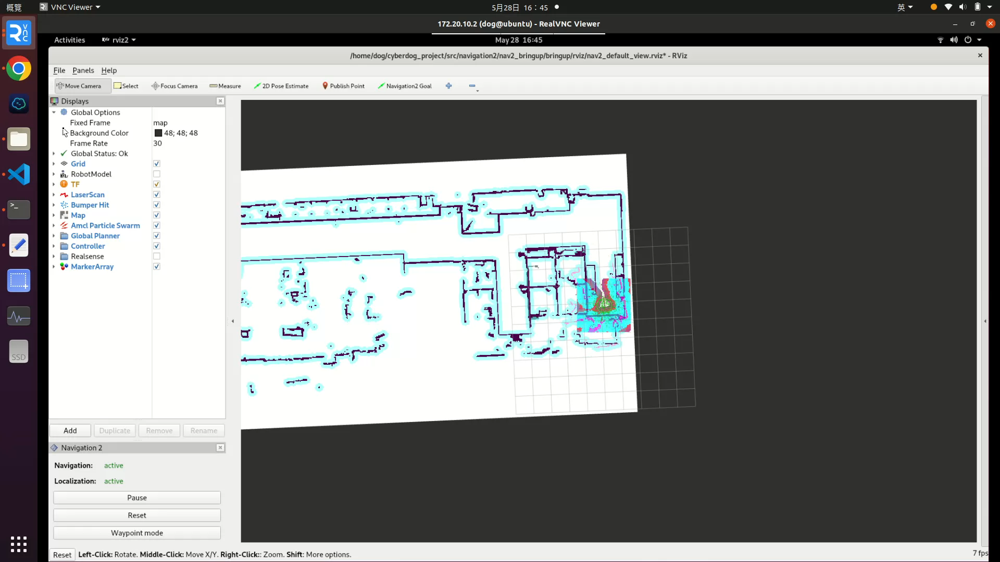 概覽 VNC Viewer 5月28日 16：45 英
172.20.10.2 (dog@ubuntu) - RealVNC Viewer
Activities rviz2 May 28 16:45
/home/dog/cyberdog_project/src/navigation2/nav2_bringup/bringup/rviz/nav2_default_view.rviz* - RViz
File Panels Help
Move Camera Select Focus Camera Measure 2D Pose Estimate Publish Point Navigation2 Goal
Displays
Global Options
Fixed Frame map
Background Color 48; 48; 48
Frame Rate 30
Global Status: Ok
Grid
RobotModel
TF
LaserScan
Bumper Hit
Map
Amcl Particle Swarm
Global Planner
Controller
Realsense
MarkerArray
SSD
Add Duplicate Remove Rename
Navigation 2
Navigation: active
Localization: active
Pause
Reset
Waypoint mode
Reset Left-Click: Rotate. Middle-Click: Move X/Y. Right-Click:: Zoom. Shift: More options. 7 fps